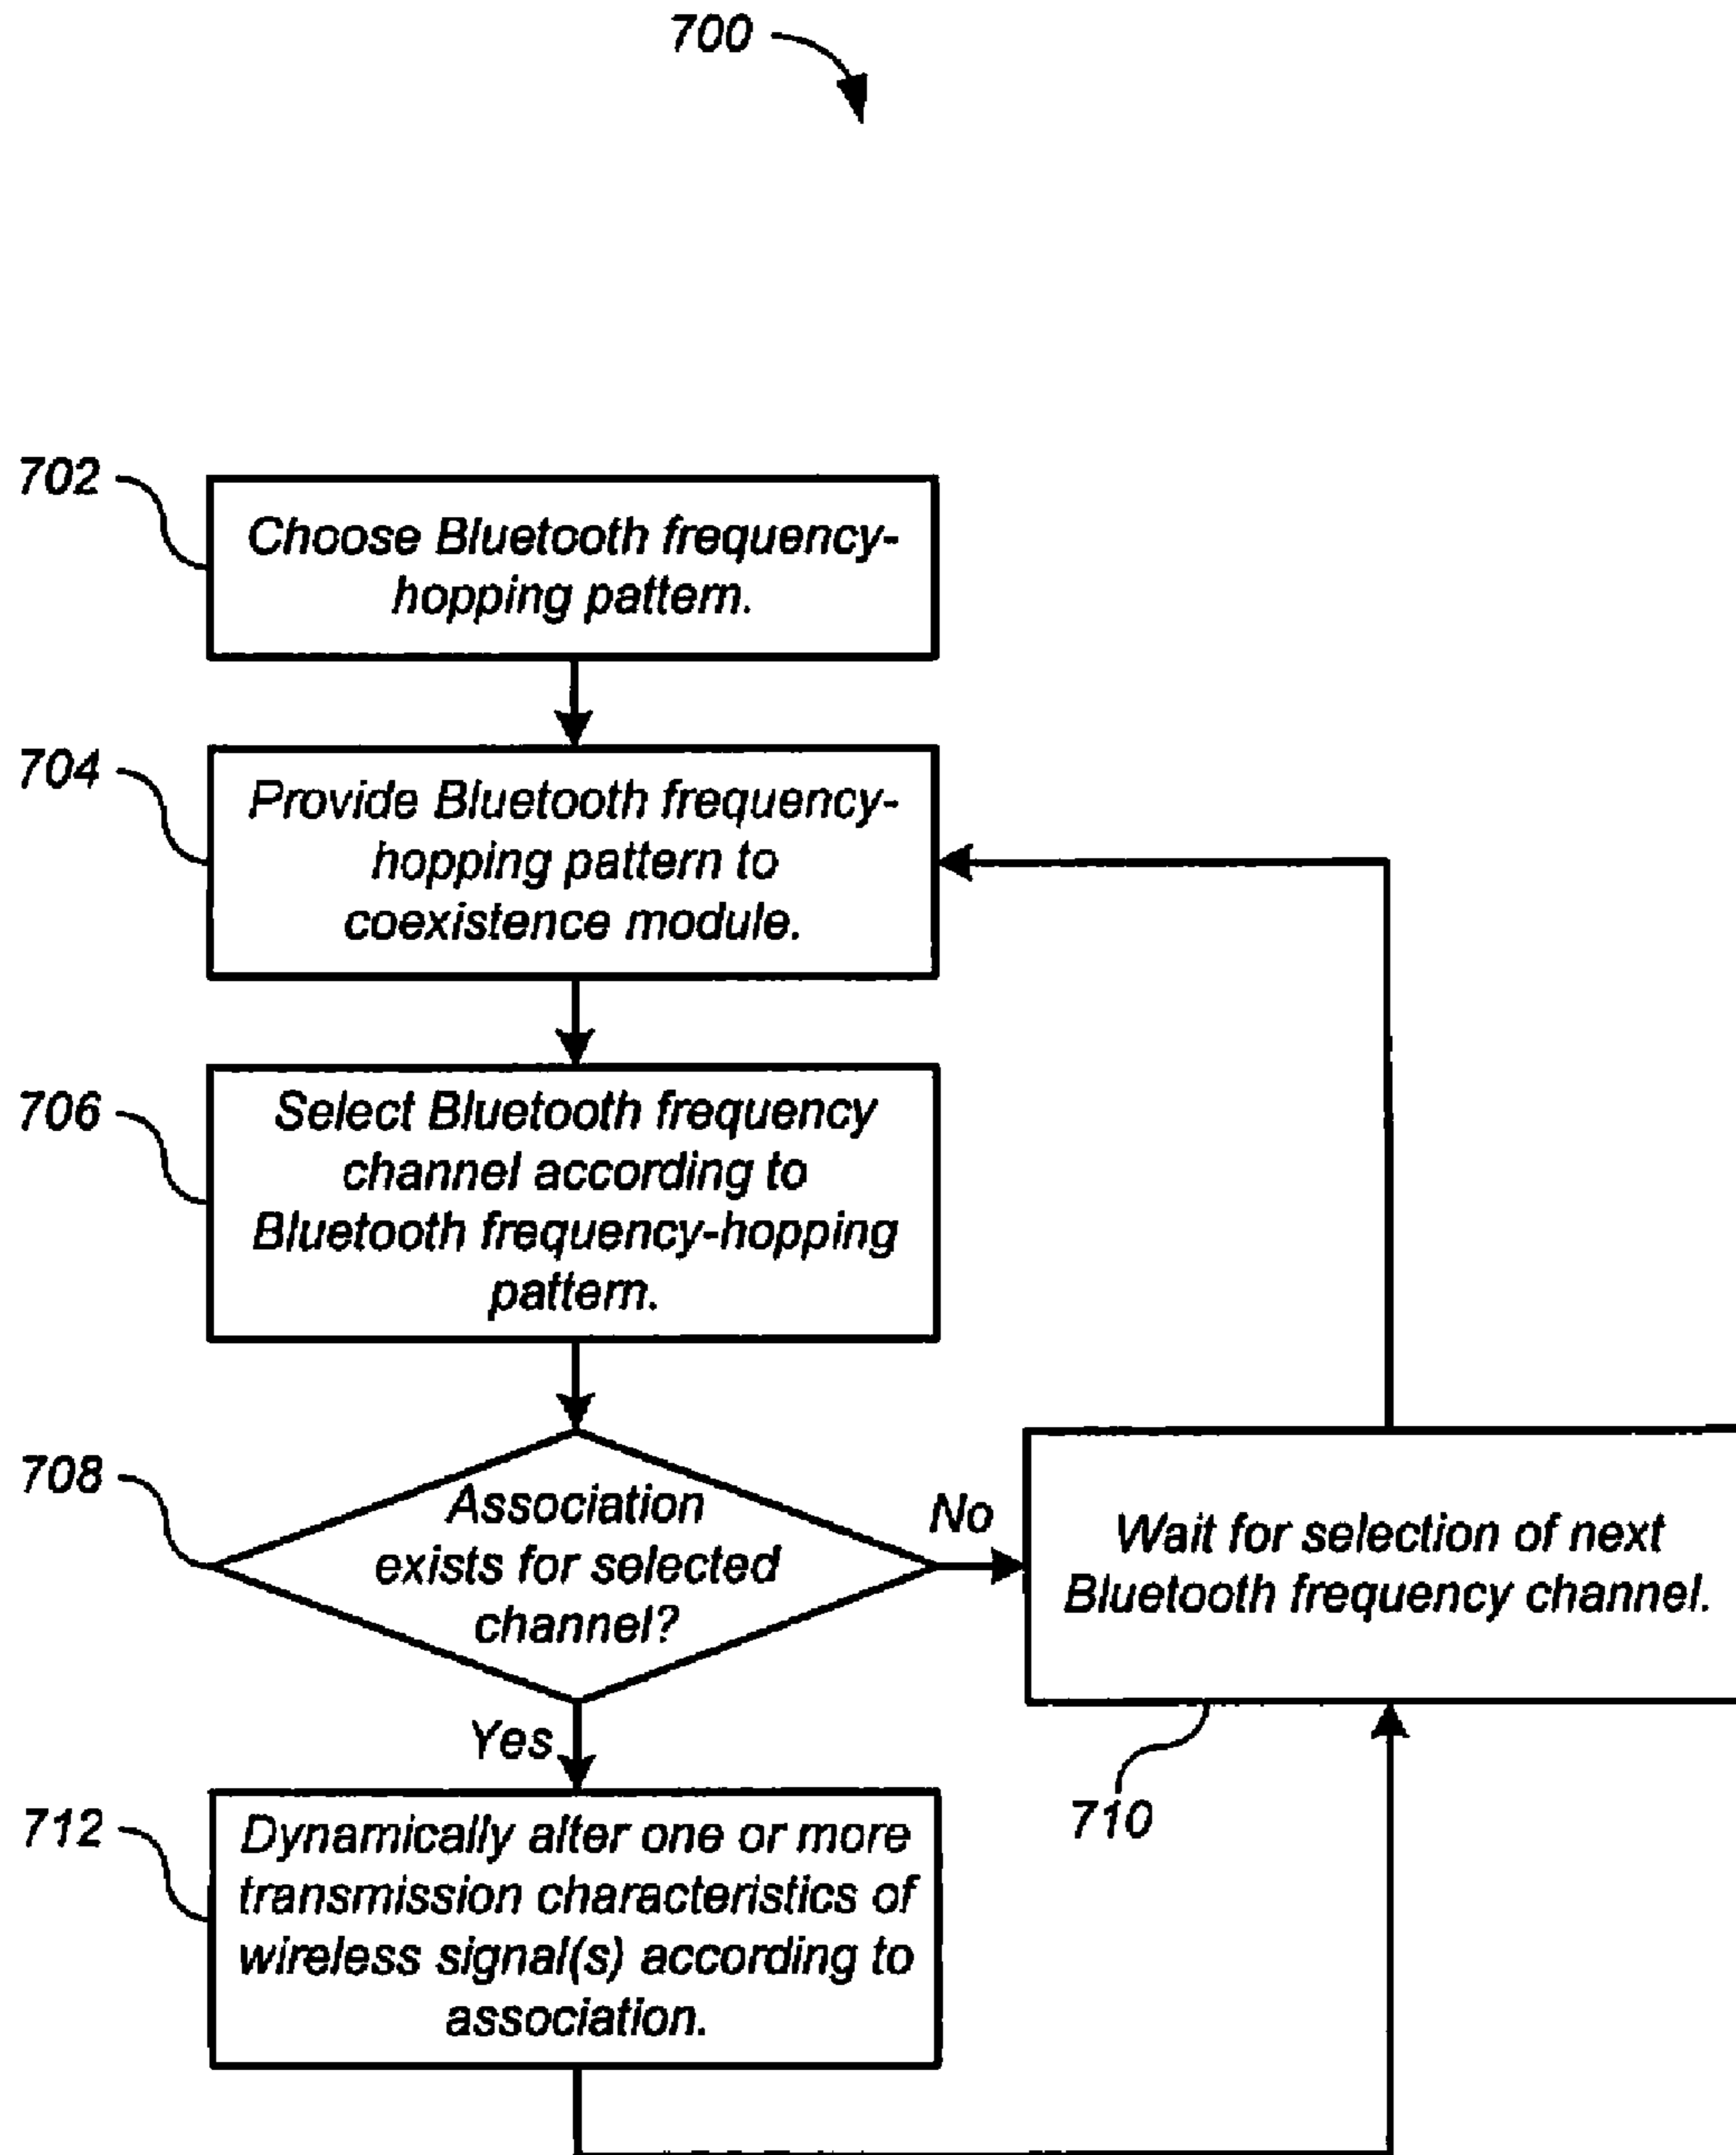 700
702
Choose Bluetooth frequency-
hopping pattern.
704
Provide Bluetooth frequency-
hopping pattern to
coexistence module.
706
Select Bluetooth frequency
channel according to
Bluetooth frequency-hopping
pattern.
708
Association
exists for selected
channel?
No
Wait for selection of next
Bluetooth frequency channel.
710
Yes
712
Dynamically alter one or more
transmission characteristics of
wireless signal(s) according to
association.